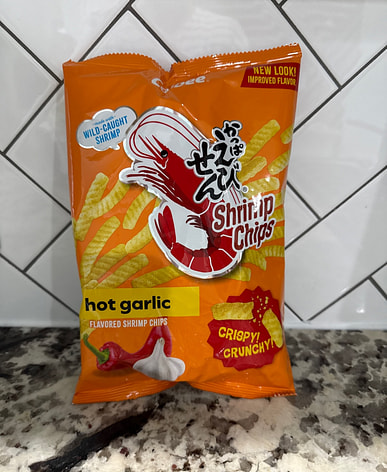 NEW LOOK!
IMPROVED FLAVOR
made with
WILD-CAUGHT
SHRIMP
かっぱ
えび
せん
Shrimp
Chips
hot garlic
FLAVORED SHRIMP CHIPS
CRISPY!
CRUNCHY!